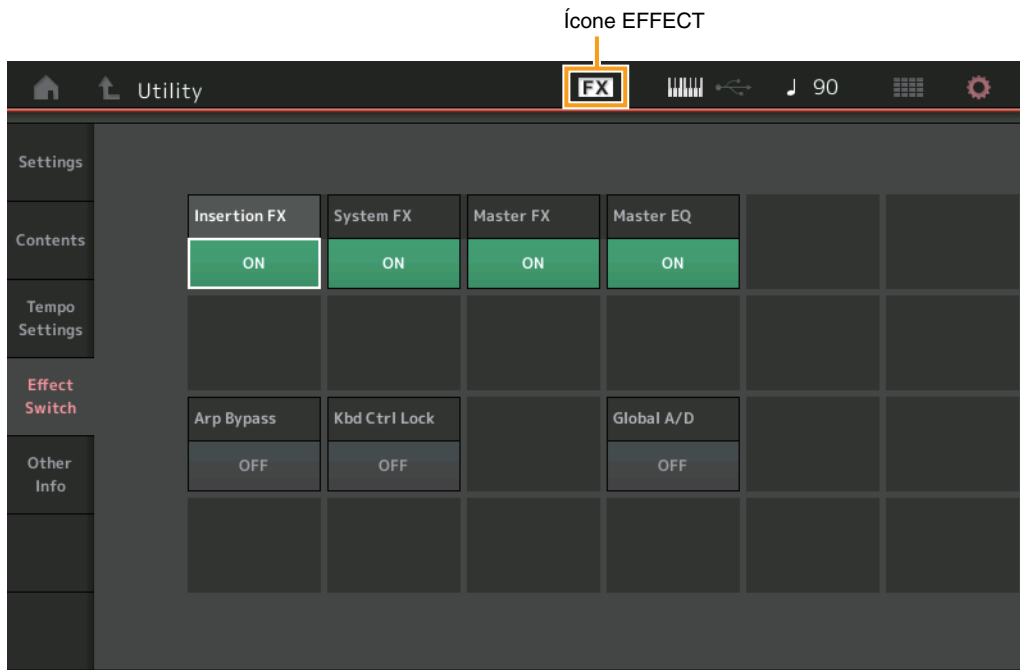 Ícone EFFECT
Utility
FX
♩ 90
Settings
Contents
Tempo
Settings
Effect
Switch
Other
Info
Insertion FX
System FX
Master FX
Master EQ
ON
ON
ON
ON
Arp Bypass
Kbd Ctrl Lock
Global A/D
OFF
OFF
OFF